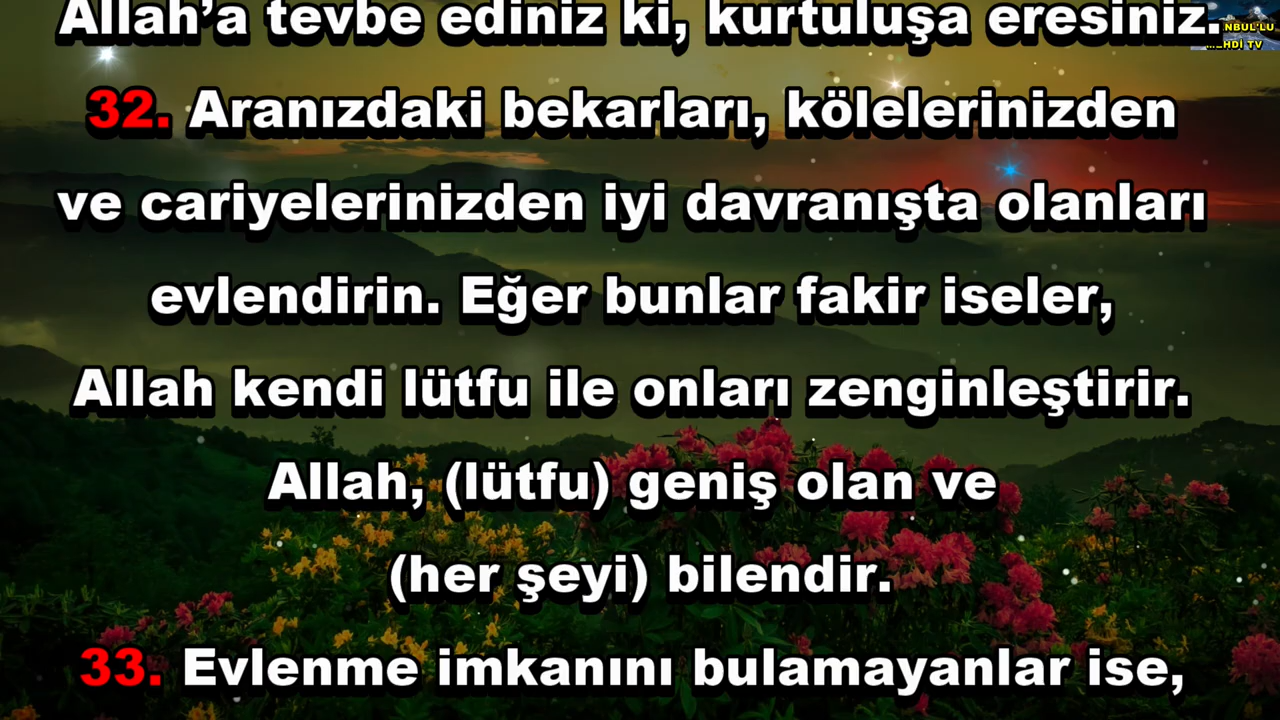 Allah’a tevbe ediniz ki, kurtuluşa eresiniz.
32. Aranızdaki bekarları, kölelerinizden
ve cariyelerinizden iyi davranışta olanları
evlendirin. Eğer bunlar fakir iseler,
Allah kendi lütfu ile onları zenginleştirir.
Allah, (lütfu) geniş olan ve
(her şeyi) bilendir.
33. Evlenme imkanını bulamayanlar ise,
TV